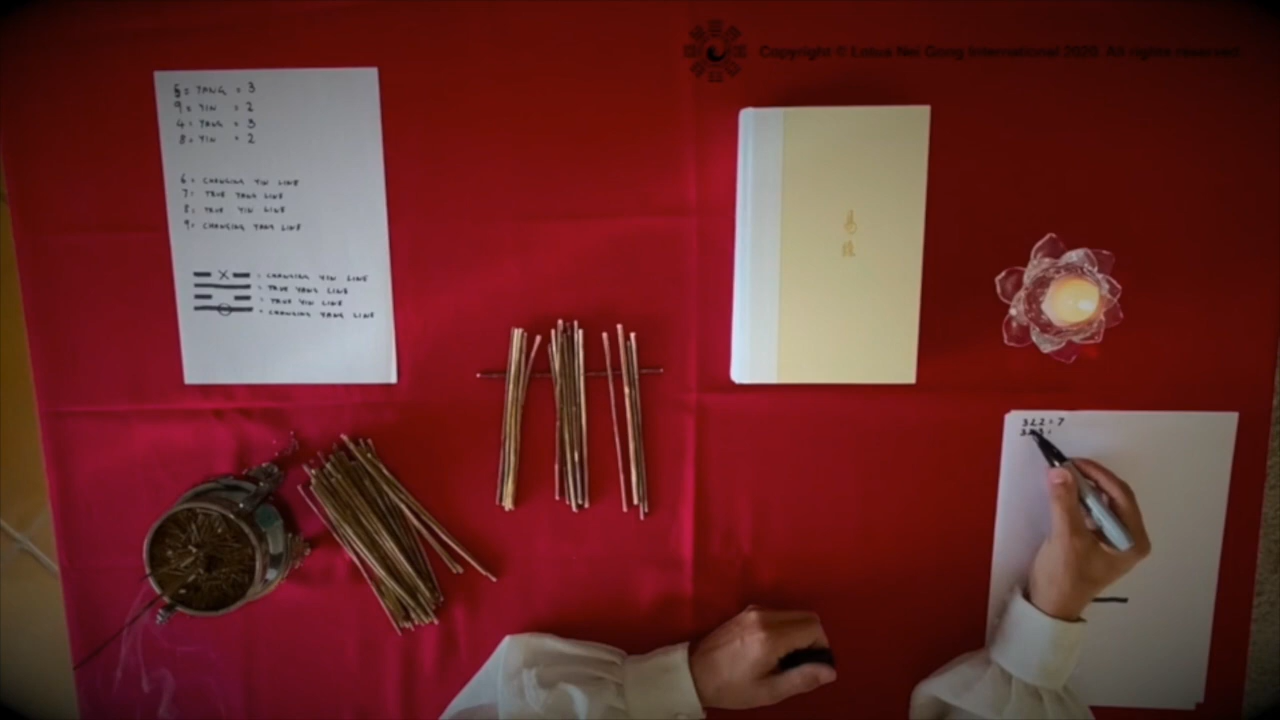 Copyright © Lotus Nei Gong International 2020. All rights reserved
5= YANG = 3
9= YIN = 2
4= YANG = 3
8= YIN = 2
6= CHANGING YIN LINE
7= TRUE YANG LINE
8= TRUE YIN LINE
9= CHANGING YANG LINE
= CHANGING YIN LINE
= TRUE YANG LINE
= TRUE YIN LINE
= CHANGING YANG LINE
易
322=7